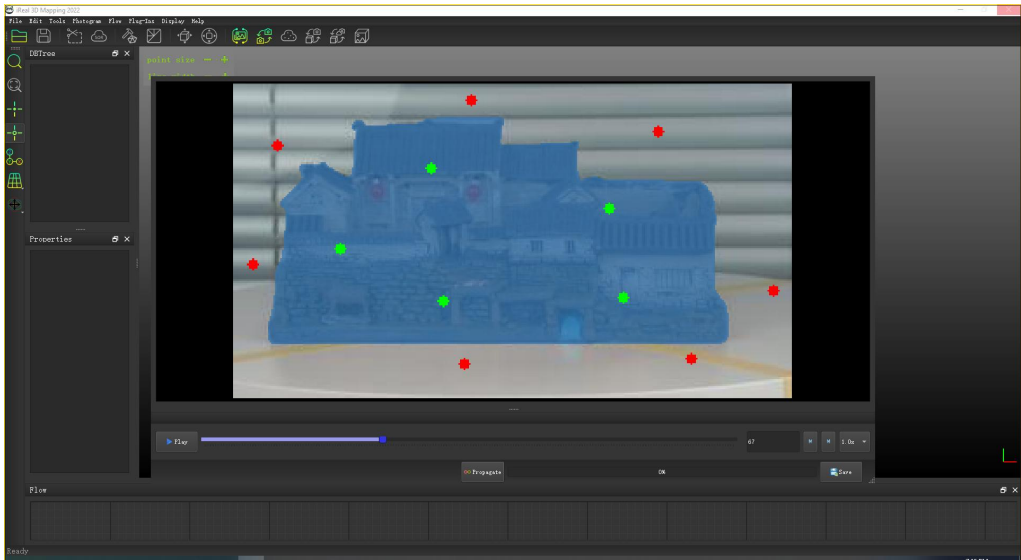 iReal 3D Mapping 2022
File Edit Tools Photogram Flow Plug-Ins Display Help
DBTree
point size - +
Properties
Play
67
1.0x
Propagate
0%
Save
Flow
Ready